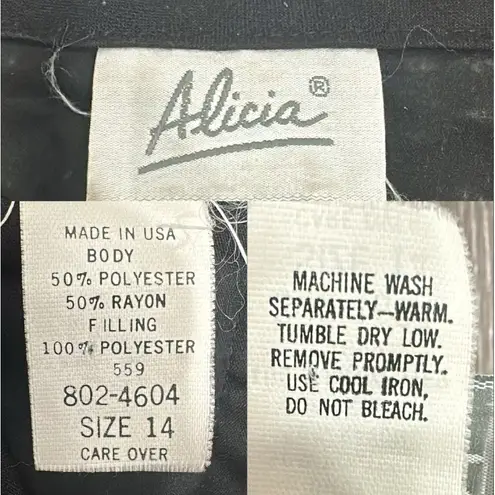 Alicia®
MADE IN USA
BODY
50% POLYESTER
50% RAYON
FILLING
100% POLYESTER
559
802-4604
SIZE 14
CARE OVER
MACHINE WASH
SEPARATELY—WARM.
TUMBLE DRY LOW.
REMOVE PROMPTLY.
USE COOL IRON,
DO NOT BLEACH.